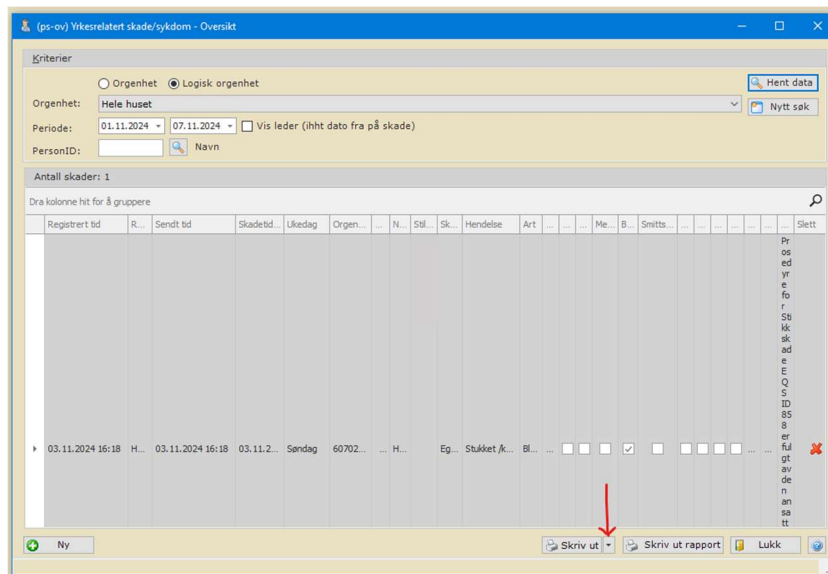 (ps-ov) Yrkesrelatert skade/sykdom - Oversikt
Kriterier
Orgenhet Logisk orgenhet
Hent data
Orgenhet: Hele huset
Nytt søk
Periode: 01.11.2024 07.11.2024 Vis leder (ihht dato fra på skade)
PersonID: Navn
Antall skader: 1
Dra kolonne hit for å gruppere
Registrert tid R... Sendt tid Skadetid... Ukedag Orgen... ... N... Stil... Sk... Hendelse Art ... ... ... Me... B... Smitts... ... ... ... ... ... ... ... Slett
Pr
os
ed
yr
e
fo
r
Sti
kk
sk
ad
e
E
Q
S
ID
85
8
er
03.11.2024 16:18 H... 03.11.2024 16:18 03.11.2... Søndag 60702... ... H... Eg... Stukket /k... Bl... ... ... ... ful
gt
av
de
n
an
sa
tt
Ny Skriv ut Skriv ut rapport Lukk